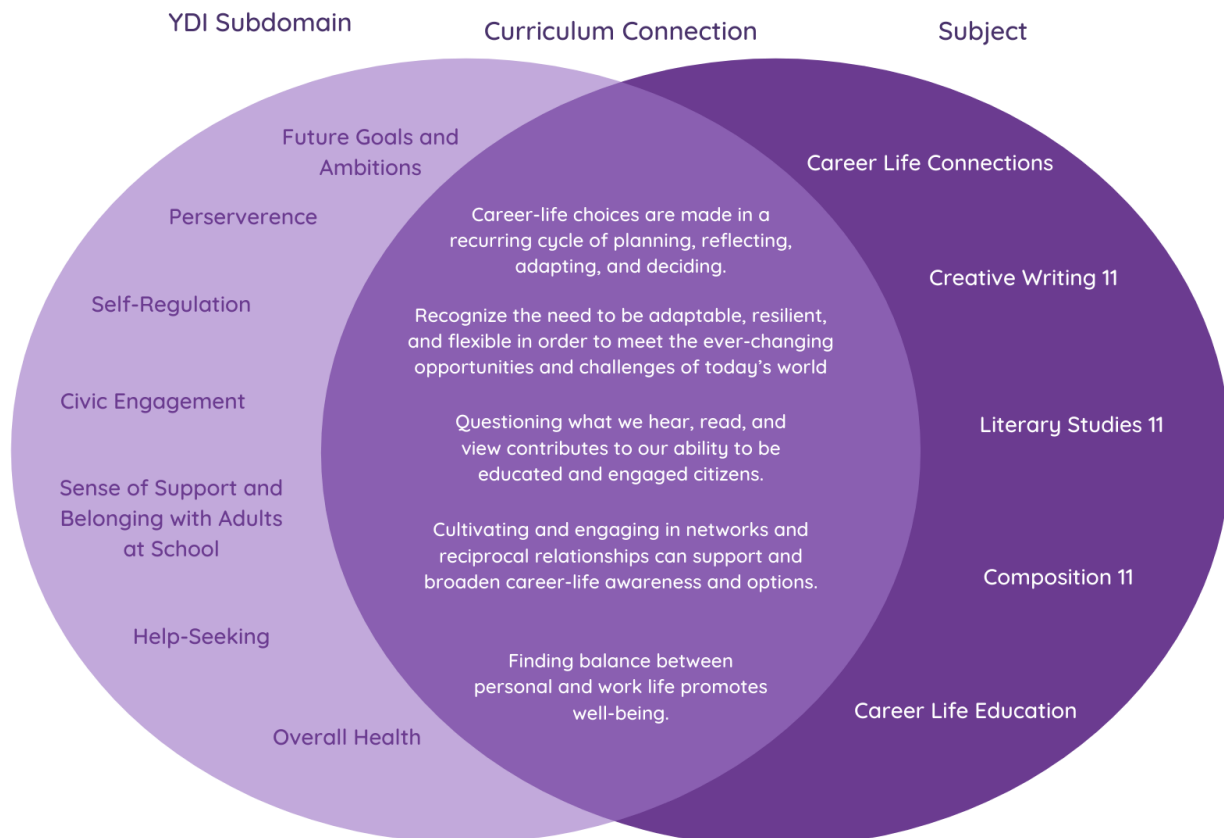 YDI Subdomain
Curriculum Connection
Subject
Future Goals and
Ambitions
Perserverence
Self-Regulation
Civic Engagement
Sense of Support and
Belonging with Adults
at School
Help-Seeking
Overall Health
Career-life choices are made in a
recurring cycle of planning, reflecting,
adapting, and deciding.
Recognize the need to be adaptable, resilient,
and flexible in order to meet the ever-changing
opportunities and challenges of today's world
Questioning what we hear, read, and
view contributes to our ability to be
educated and engaged citizens.
Cultivating and engaging in networks and
reciprocal relationships can support and
broaden career-life awareness and options.
Finding balance between
personal and work life promotes
well-being.
Career Life Connections
Creative Writing 11
Literary Studies 11
Composition 11
Career Life Education